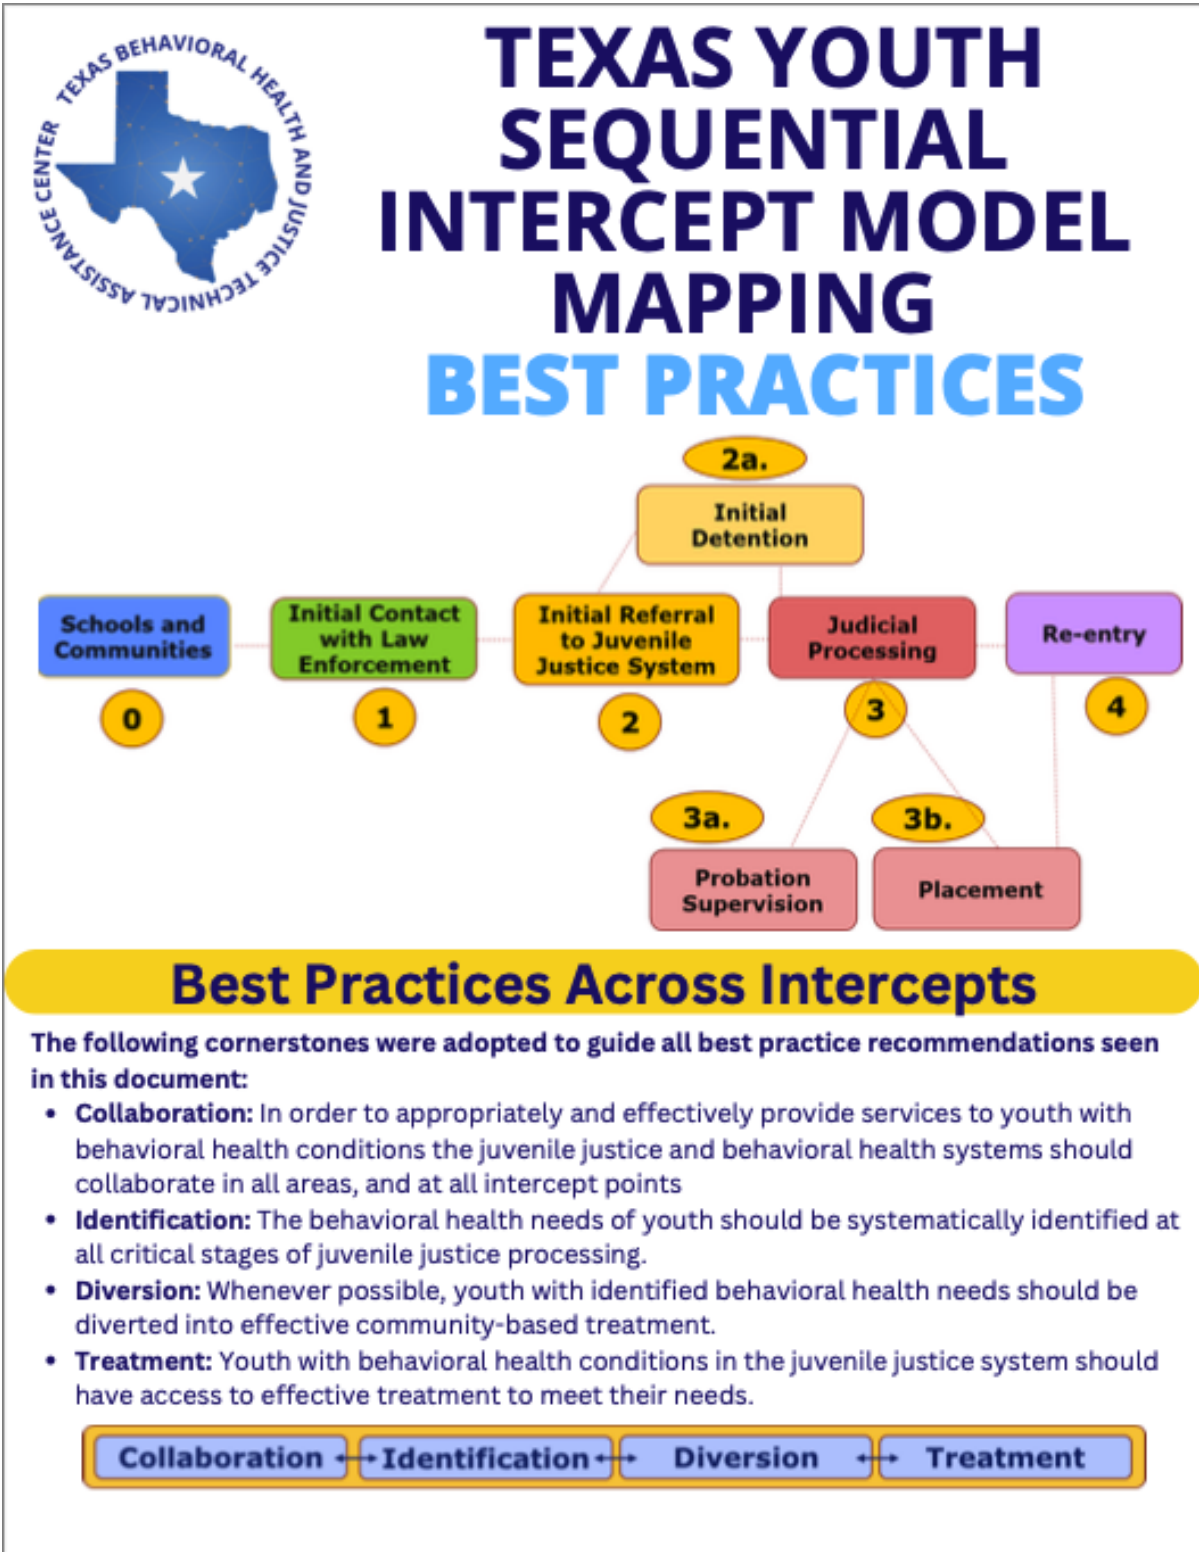 TEXAS BEHAVIORAL HEALTH AND JUSTICE TECHNICAL ASSISTANCE CENTER
TEXAS YOUTH
SEQUENTIAL
INTERCEPT MODEL
MAPPING
BEST PRACTICES
2a.
Initial
Detention
Schools and
Communities
0
Initial Contact
with Law
Enforcement
1
Initial Referral
to Juvenile
Justice System
2
Judicial
Processing
3
Re-entry
4
3a.
Probation
Supervision
3b.
Placement
Best Practices Across Intercepts
The following cornerstones were adopted to guide all best practice recommendations seen
in this document:
• Collaboration: In order to appropriately and effectively provide services to youth with
behavioral health conditions the juvenile justice and behavioral health systems should
collaborate in all areas, and at all intercept points
• Identification: The behavioral health needs of youth should be systematically identified at
all critical stages of juvenile justice processing.
• Diversion: Whenever possible, youth with identified behavioral health needs should be
diverted into effective community-based treatment.
• Treatment: Youth with behavioral health conditions in the juvenile justice system should
have access to effective treatment to meet their needs.
Collaboration Identification Diversion Treatment